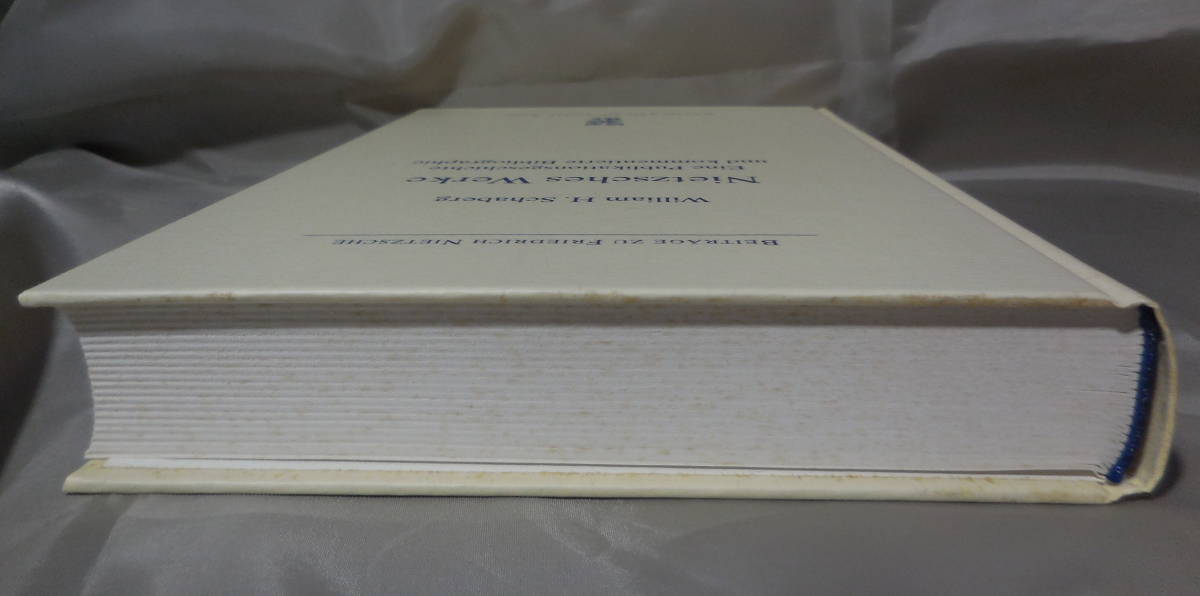 BEITRÄGE ZU FRIEDRICH NIETZSCHE
William H. Schaberg
Nietzsches Werke
Eine Publikationsgeschichte
und kommentierte Bibliographie